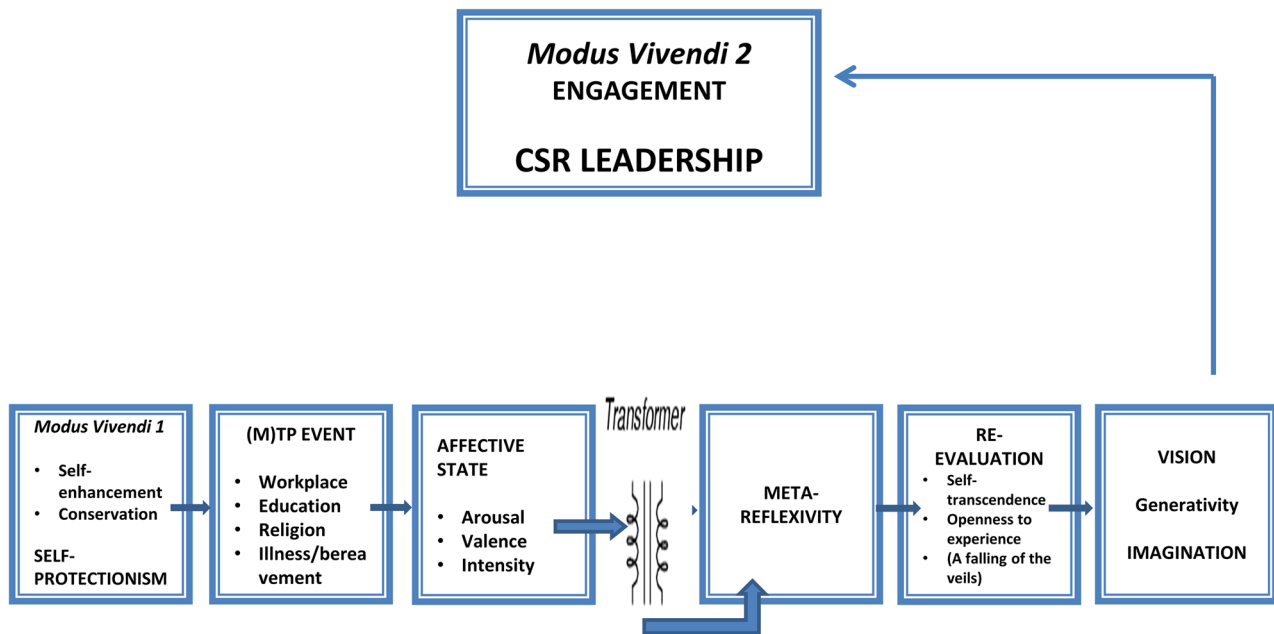 Modus Vivendi 2
ENGAGEMENT
CSR LEADERSHIP
Modus Vivendi 1
• Self-
enhancement
• Conservation
SELF-
PROTECTIONISM
(M)TP EVENT
• Workplace
• Education
• Religion
• Illness/berea
vement
AFFECTIVE
STATE
• Arousal
• Valence
• Intensity
Transformer
META-
REFLEXIVITY
RE-
EVALUATION
• Self-
transcendence
• Openness to
experience
• (A falling of the
veils)
VISION
Generativity
IMAGINATION